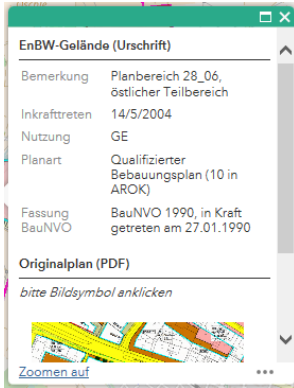 EnBW-Gelände (Urschrift)
Bemerkung Planbereich 28_06,
östlicher Teilbereich
Inkrafttreten 14/5/2004
Nutzung GE
Planart Qualifizierter
Bebauungsplan (10 in
AROK)
Fassung BauNVO 1990, in Kraft
BauNVO getreten am 27.01.1990
Originalplan (PDF)
bitte Bildsymbol anklicken
Zoomen auf